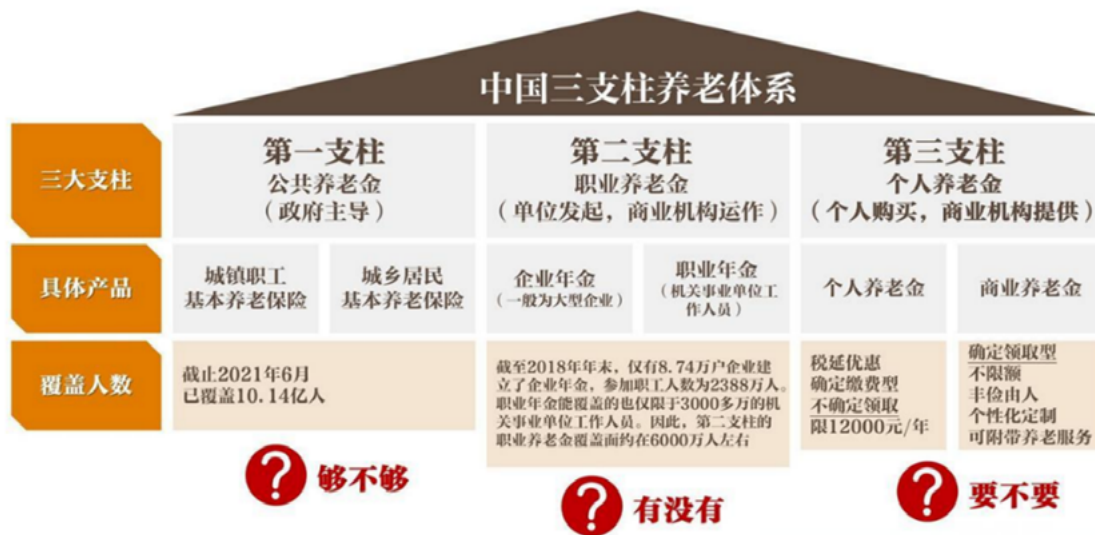 中国三支柱养老体系
三大支柱
第一支柱
公共养老金
（政府主导）
第二支柱
职业养老金
（单位发起，商业机构运作）
第三支柱
个人养老金
（个人购买，商业机构提供）
具体产品
城镇职工
基本养老保险
城乡居民
基本养老保险
企业年金
（一般为大型企业）
职业年金
（机关事业单位工
作人员）
个人养老金
商业养老金
覆盖人数
截止2021年6月
已覆盖10.14亿人
截至2018年年末，仅有8.74万户企业建
立了企业年金，参加职工人数为2388万人。
职业年金能覆盖的也仅限于3000多万的机
关事业单位工作人员。因此，第二支柱的
职业养老金覆盖面约在6000万人左右
税延优惠
确定缴费型
不确定领取
限12000元/年
确定领取型
不限额
丰俭由人
个性化定制
可附带养老服务
? 够不够
? 有没有
? 要不要